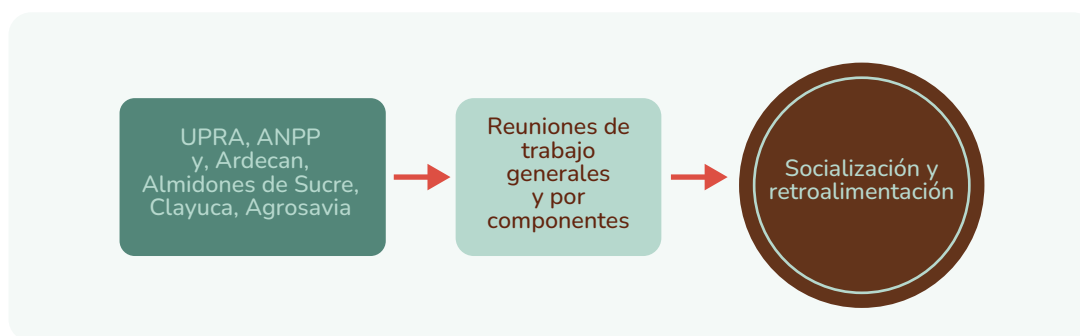 UPRA, ANPP
y, Ardecan,
Almidones de Sucre,
Clayuca, Agrosavia
Reuniones de
trabajo
generales
y por
componentes
Socialización y
retroalimentación